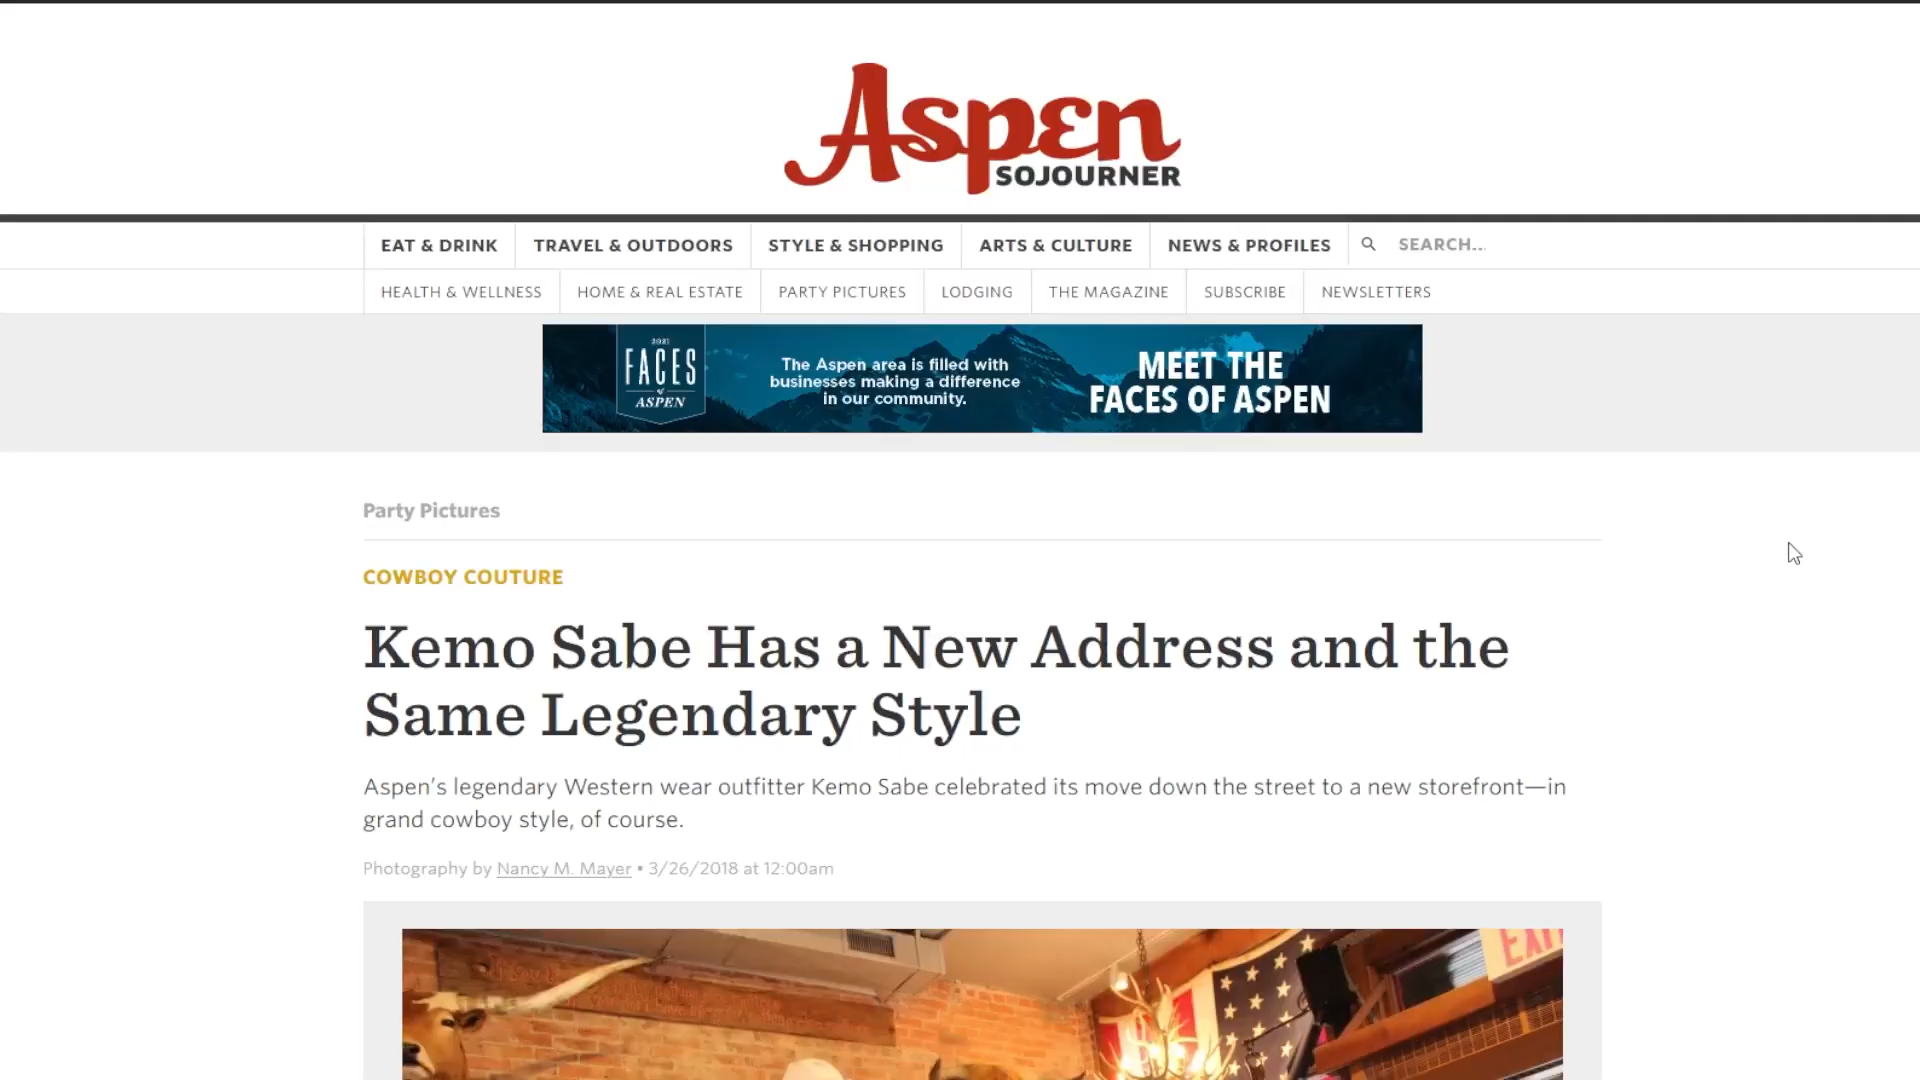 Aspen
SOJOURNER
EAT & DRINK
TRAVEL & OUTDOORS
STYLE & SHOPPING
ARTS & CULTURE
NEWS & PROFILES
SEARCH...
HEALTH & WELLNESS
HOME & REAL ESTATE
PARTY PICTURES
LODGING
THE MAGAZINE
SUBSCRIBE
NEWSLETTERS
2021
FACES
of
ASPEN
The Aspen area is filled with
businesses making a difference
in our community.
MEET THE
FACES OF ASPEN
Party Pictures
COWBOY COUTURE
Kemo Sabe Has a New Address and the
Same Legendary Style
Aspen’s legendary Western wear outfitter Kemo Sabe celebrated its move down the street to a new storefront—in
grand cowboy style, of course.
Photography by Nancy M. Mayer • 3/26/2018 at 12:00am